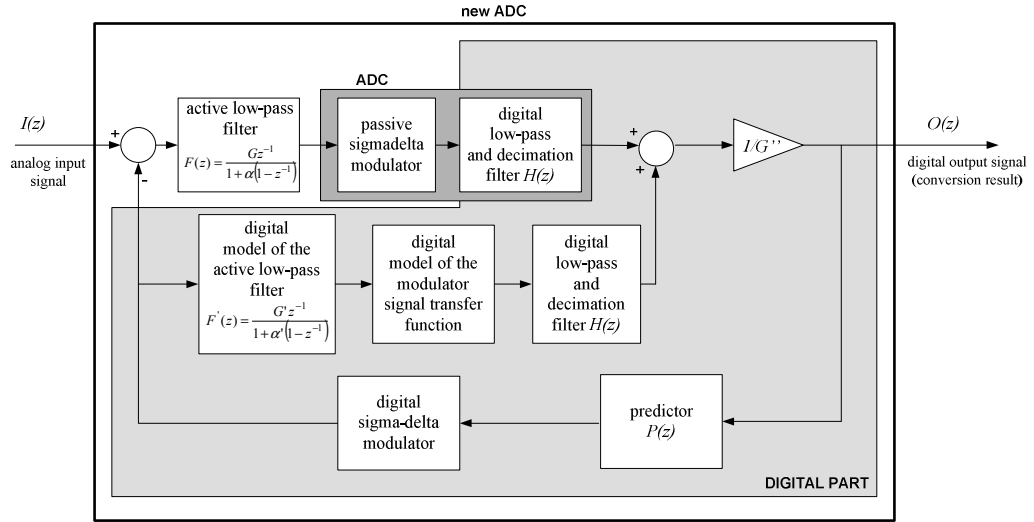 new ADC
I(z)
analog input
signal
+
-
active low-pass
filter
F(z) = Gz⁻¹ / 1+α(1−z⁻¹)
ADC
passive
sigmadelta
modulator
digital
low-pass
and decimation
filter H(z)
+
+
1/G’’
O(z)
digital output signal
(conversion result)
digital
model of the
active low-pass
filter
F'(z) = G'z⁻¹ / 1+α'(1−z⁻¹)
digital
model of the
modulator
signal transfer
function
digital
low-pass
and
decimation
filter H(z)
digital
sigma-delta
modulator
predictor
P(z)
DIGITAL PART